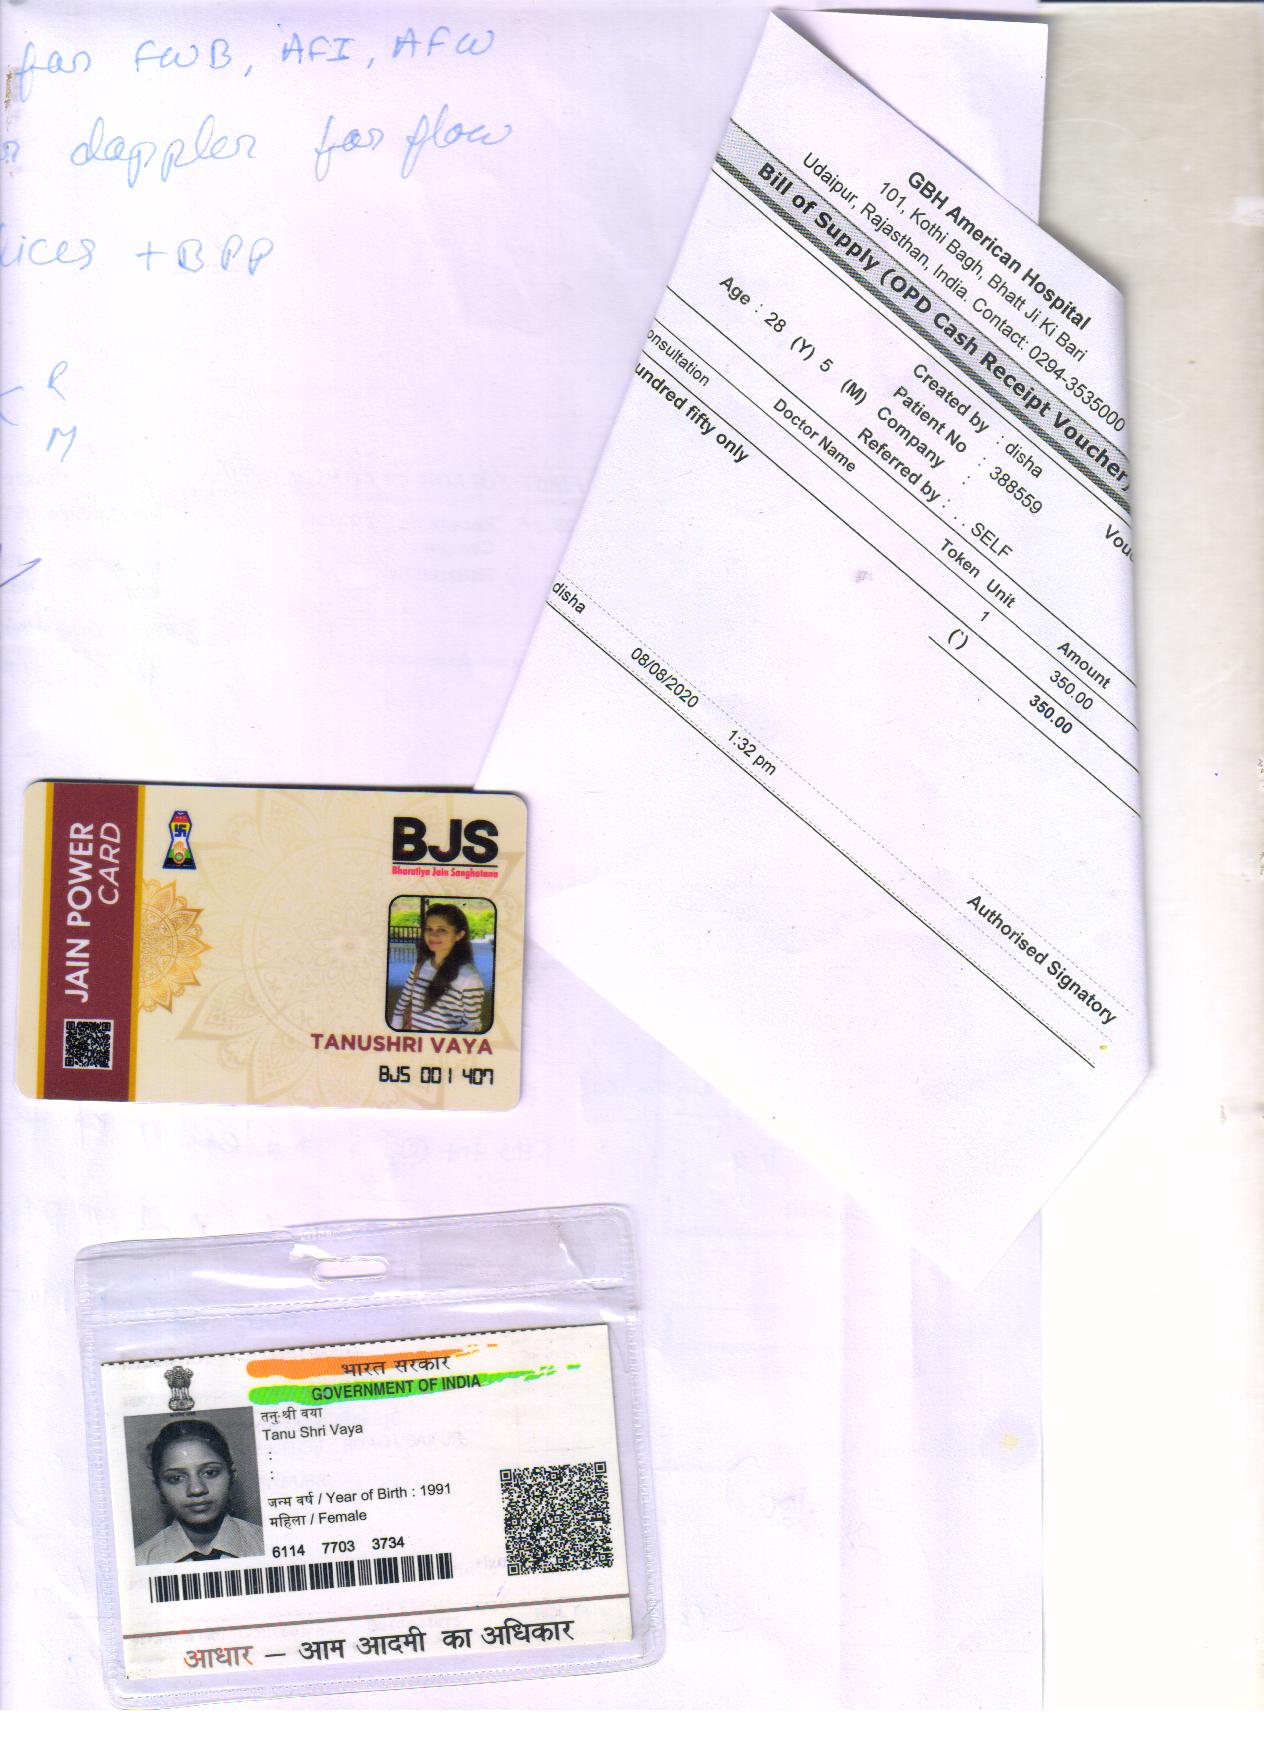 for FWB, AFI, AFW
doppler for flow
+BPP
R
M
GBH American Hospital
101, Kothi Bagh, Bhatt Ji Ki Bari
Udaipur, Rajasthan, India. Contact: 0294-3535000
Bill of Supply (OPD Cash Receipt Voucher)
Created by : disha
Patient No : 388559
Age : 28 (Y) 5 (M) Company :
Referred by : . . SELF
Doctor Name Token Unit Amount
1 350.00
(`) 350.00
fifty only
disha 08/08/2020 1:32 pm
Authorised Signatory
JAIN POWER
CARD
BJS
Bharatiya Jain Sanghatana
TANUSHRI VAYA
BJS 001 407
भारत सरकार
GOVERNMENT OF INDIA
तनु श्री वया
Tanu Shri Vaya
:
:
जन्म वर्ष / Year of Birth : 1991
महिला / Female
6114 7703 3734
आधार – आम आदमी का अधिकार